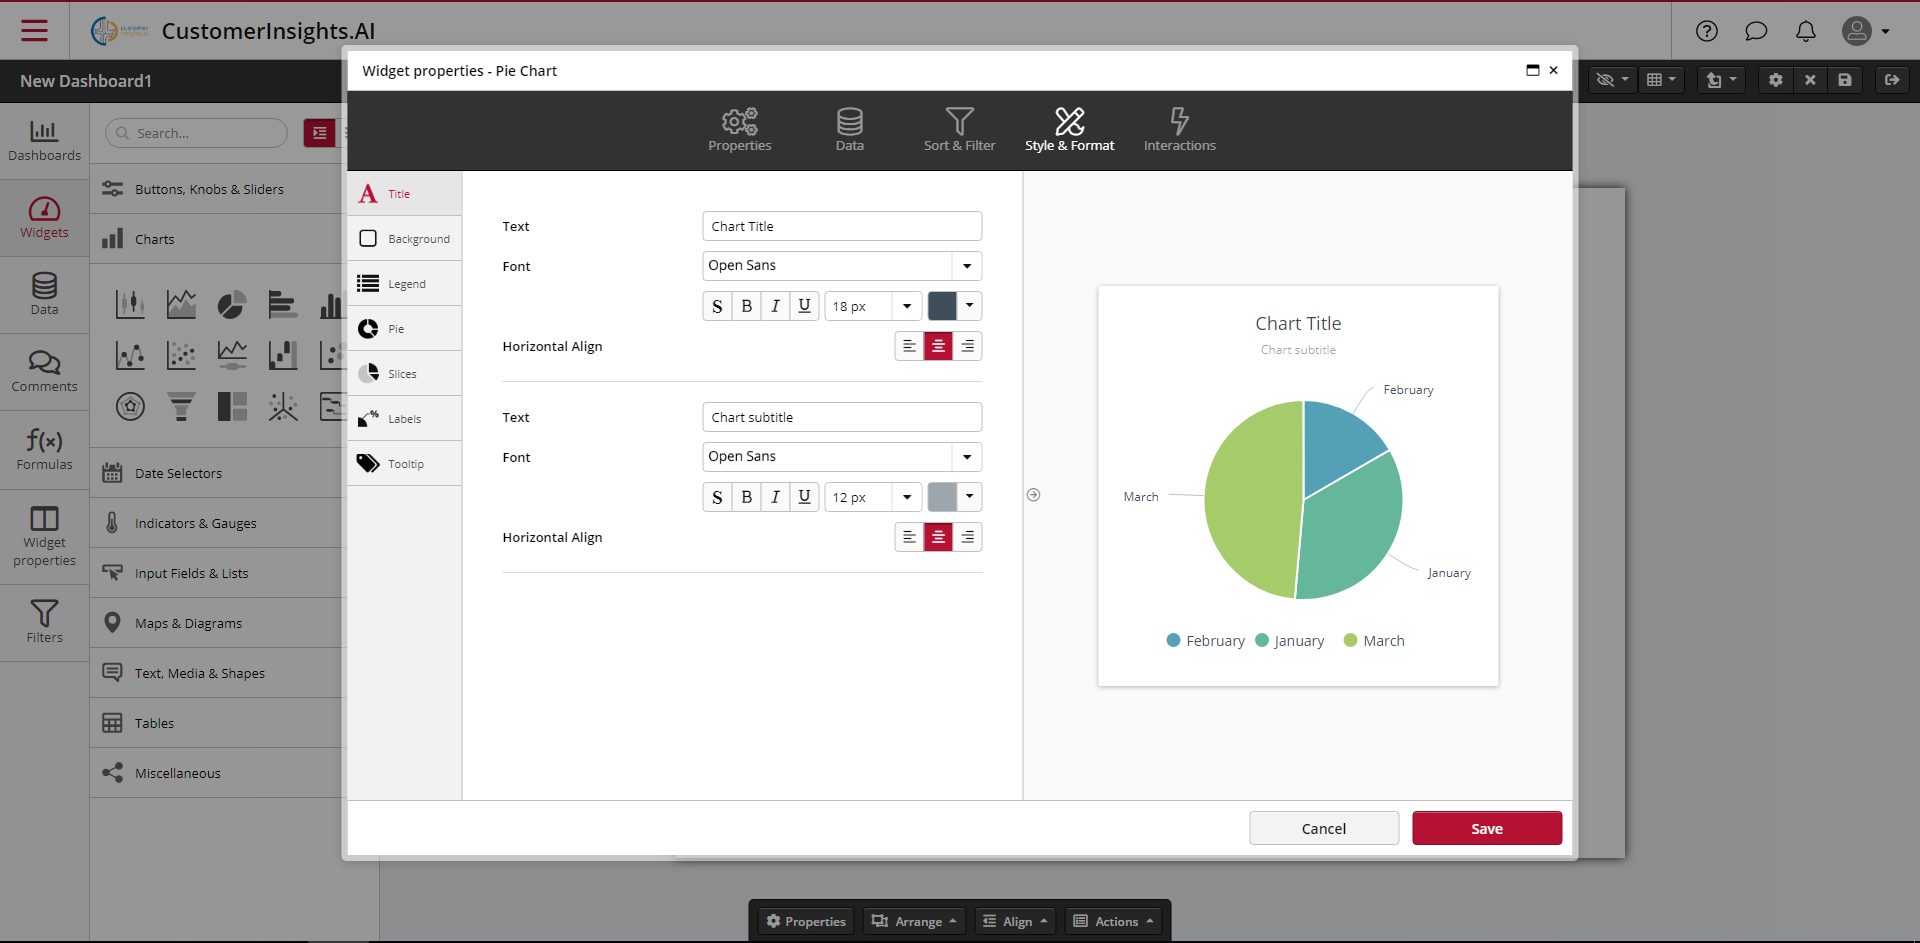 CustomerInsights.AI
New Dashboard1
Widget properties - Pie Chart
Properties
Data
Sort & Filter
Style & Format
Interactions
Dashboards
Widgets
Data
Comments
Formulas
Widget
properties
Filters
Search...
Buttons, Knobs & Sliders
Charts
Date Selectors
Indicators & Gauges
Input Fields & Lists
Maps & Diagrams
Text, Media & Shapes
Tables
Miscellaneous
Title
Background
Legend
Pie
Slices
Labels
Tooltip
Text
Chart Title
Font
Open Sans
S B I U 18 px
Horizontal Align
Text
Chart subtitle
Font
Open Sans
S B I U 12 px
Horizontal Align
Chart Title
Chart subtitle
February
March
January
February January March
Cancel
Save
Properties
Arrange
Align
Actions